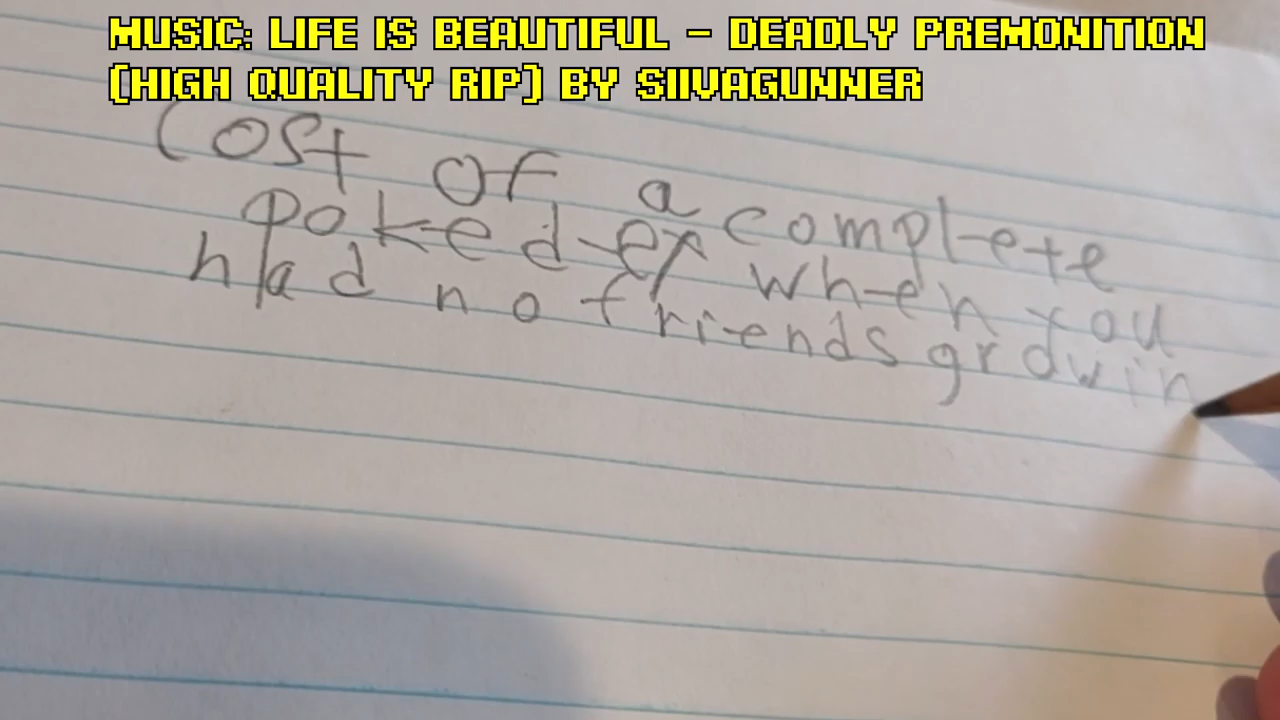 MUSIC: LIFE IS BEAUTIFUL - DEADLY PREMONITION
(HIGH QUALITY RIP) BY SIIVAGUNNER
Cost of a complete
pokedex when you
had no friends growin